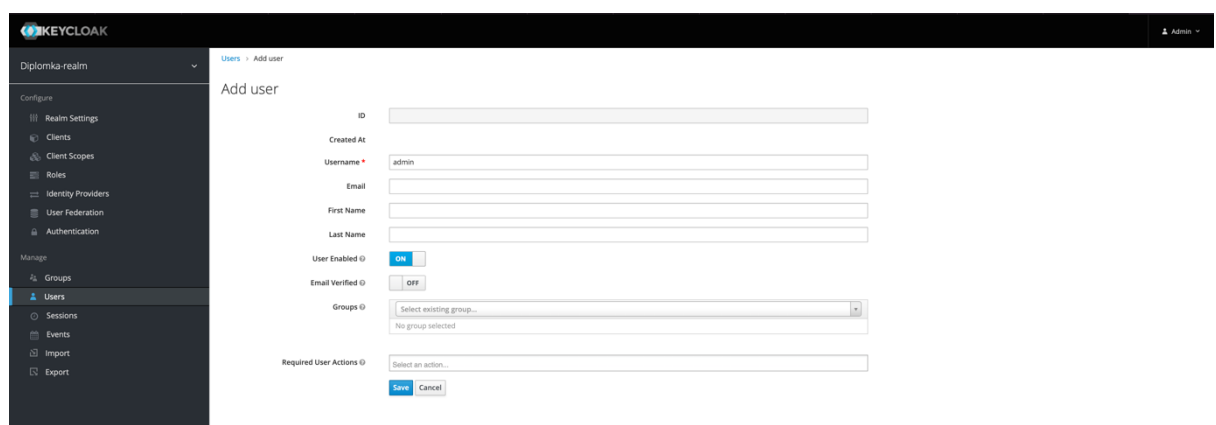 KEYCLOAK
Admin
Diplomka-realm
Configure
Realm Settings
Clients
Client Scopes
Roles
Identity Providers
User Federation
Authentication
Manage
Groups
Users
Sessions
Events
Import
Export
Users > Add user
Add user
ID
Created At
Username * admin
Email
First Name
Last Name
User Enabled ON
Email Verified OFF
Groups Select existing group...
No group selected
Required User Actions Select an action...
Save Cancel